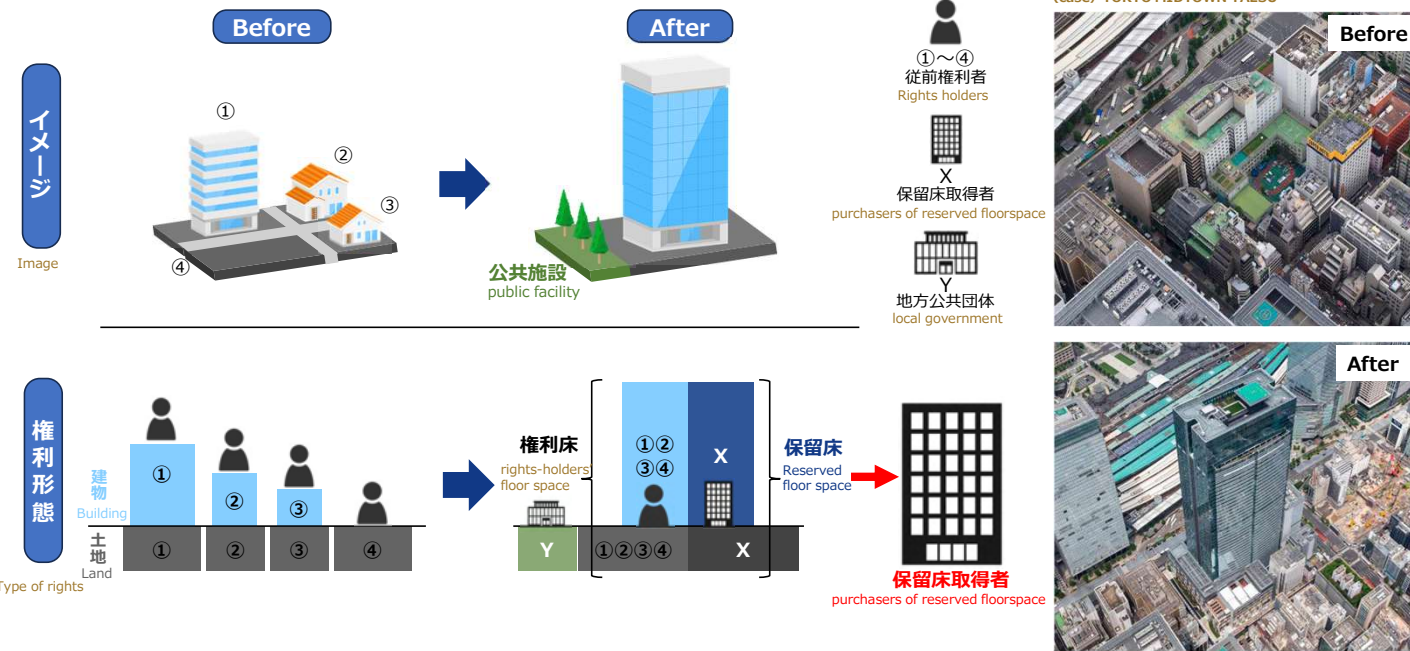 Before
After
イメージ
Image
①
②
③
④
公共施設
public facility
①～④
従前権利者
Rights holders
X
保留床取得者
purchasers of reserved floorspace
Y
地方公共団体
local government
(case) TOKYO MIDTOWN YAESU
Before
After
権利形態
Type of rights
建物
Building
土地
Land
①
②
③
①
②
③
④
権利床
rights-holders'
floor space
①②
③④
X
保留床
Reserved
floor space
Y
①②③④
X
保留床取得者
purchasers of reserved floorspace